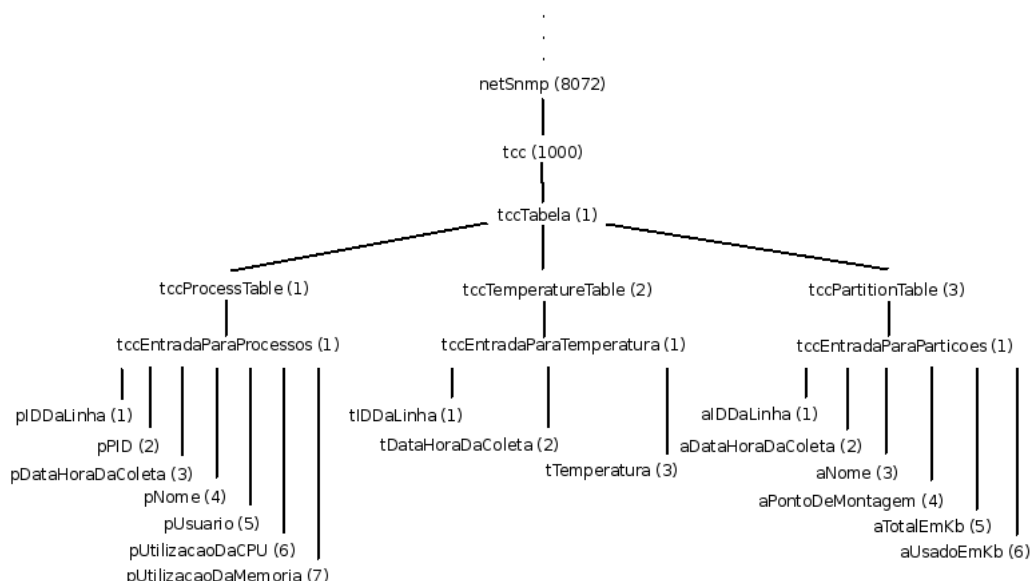 netSnmp (8072)
tcc (1000)
tccTabela (1)
tccProcessTable (1)
tccTemperatureTable (2)
tccPartitionTable (3)
tccEntradaParaProcessos (1)
tccEntradaParaTemperatura (1)
tccEntradaParaParticoes (1)
pIDDaLinha (1)
pPID (2)
pDataHoraDaColeta (3)
pNome (4)
pUsuario (5)
pUtilizacaoDaCPU (6)
pUtilizacaoDaMemoria (7)
tIDDaLinha (1)
tDataHoraDaColeta (2)
tTemperatura (3)
aIDDaLinha (1)
aDataHoraDaColeta (2)
aNome (3)
aPontoDeMontagem (4)
aTotalEmKb (5)
aUsadoEmKb (6)